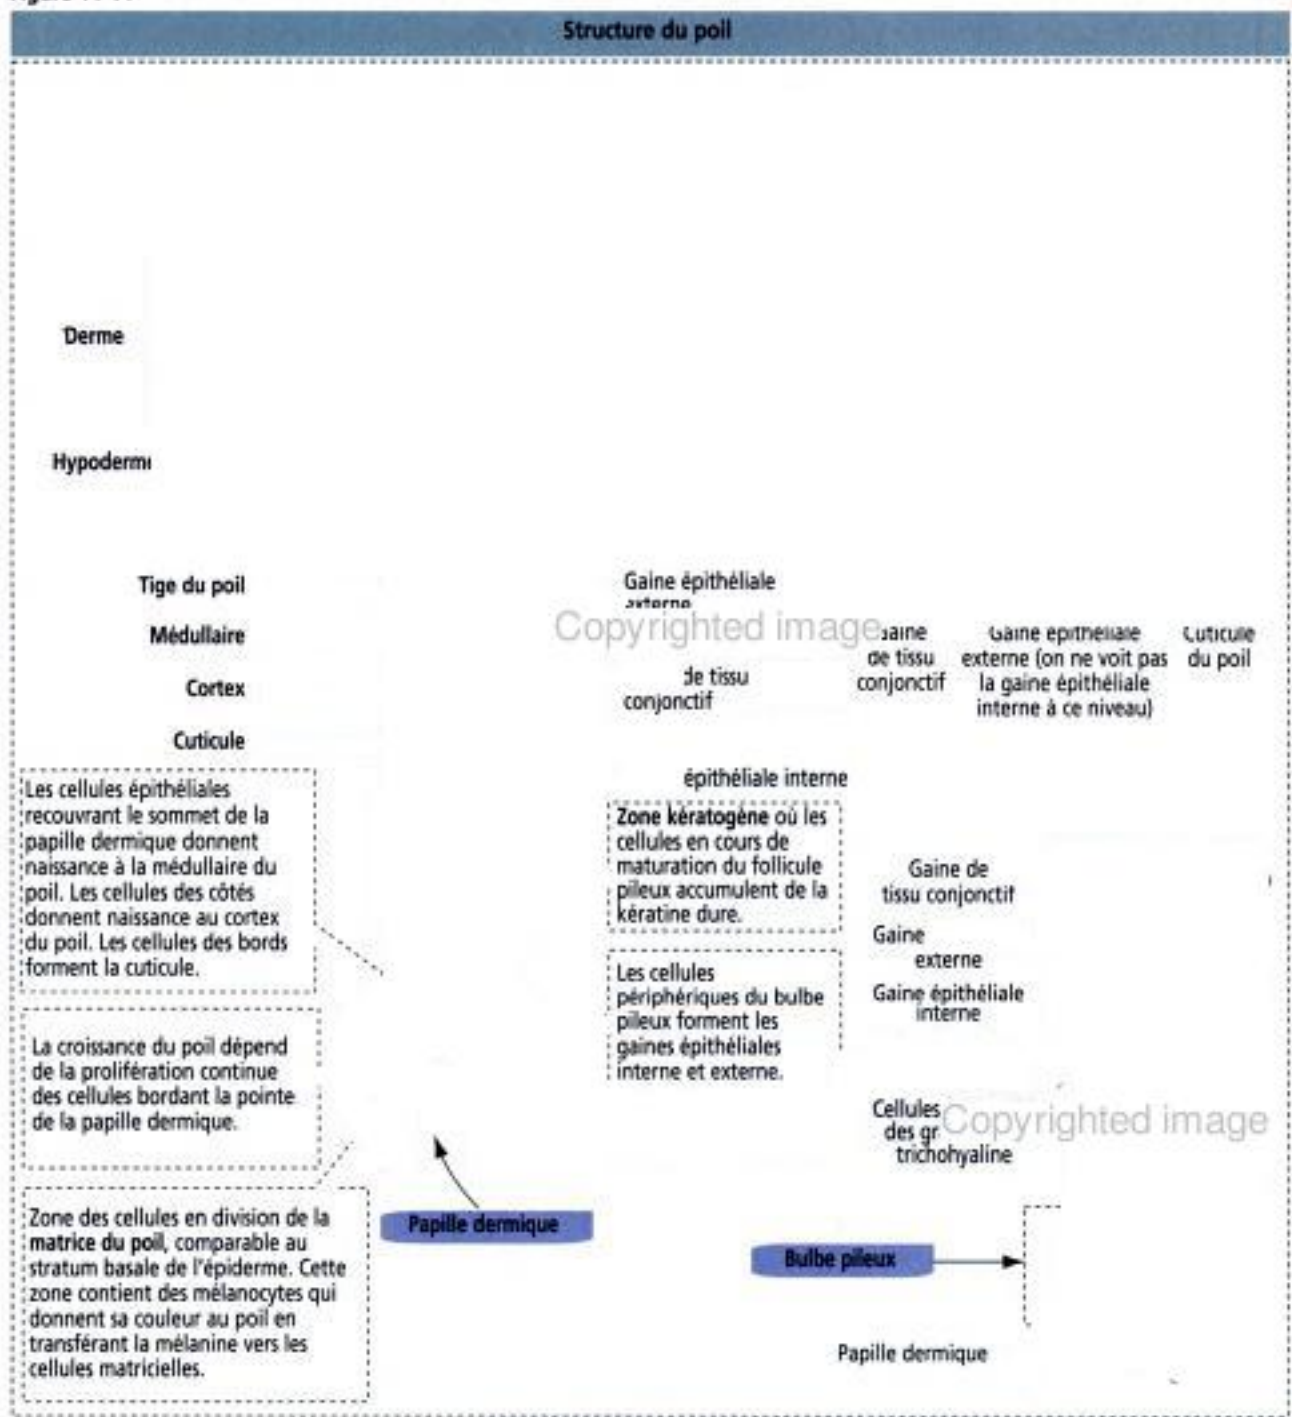 Structure du poil
Derme
Hypoderm
Tige du poil
Médullaire
Cortex
Cuticule
Les cellules épithéliales
recouvrant le sommet de la
papille dermique donnent
naissance à la médullaire du
poil. Les cellules des côtés
donnent naissance au cortex
du poil. Les cellules des bords
forment la cuticule.
La croissance du poil dépend
de la prolifération continue
des cellules bordant la pointe
de la papille dermique.
Zone des cellules en division de la
matrice du poil, comparable au
stratum basale de l'épiderme. Cette
zone contient des mélanocytes qui
donnent sa couleur au poil en
transférant la mélanine vers les
cellules matricielles.
Papille dermique
Gaine épithéliale
externe
Copyrighted image
de tissu
conjonctif
épithéliale interne
Zone kératogène où les
cellules en cours de
maturation du follicule
pileux accumulent de la
kératine dure.
Les cellules
périphériques du bulbe
pileux forment les
gaines épithéliales
interne et externe.
Gaine
de tissu
conjonctif
Gaine épithéliale
externe (on ne voit pas
la gaine épithéliale
interne à ce niveau)
Cuticule
du poil
Gaine de
tissu conjonctif
Gaine
externe
Gaine épithéliale
interne
Cellules
des gr
trichohyaline
Copyrighted image
Bulbe pileux
Papille dermique